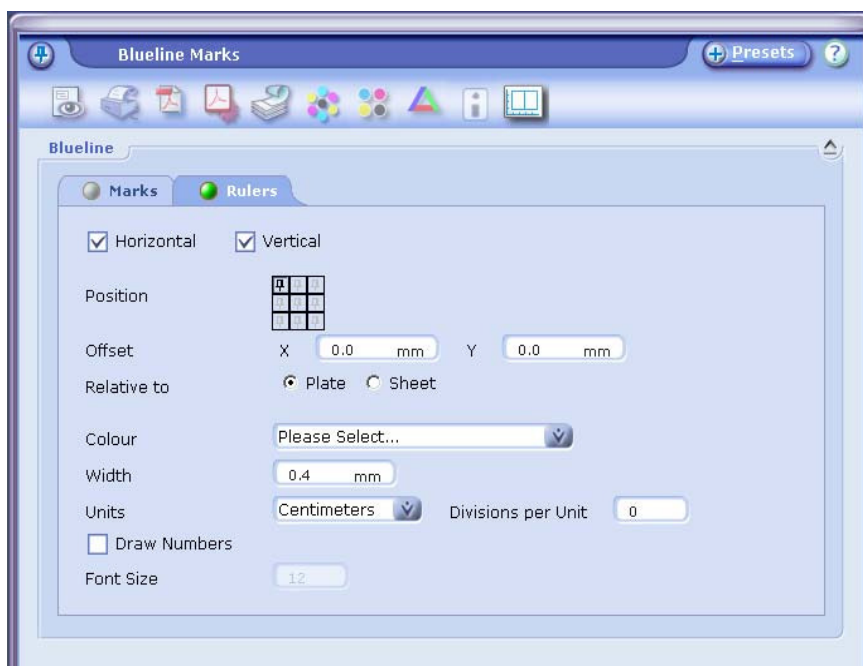 Blueline Marks
Presets
?
Blueline
Marks Rulers
Horizontal Vertical
Position
Offset X 0.0 mm Y 0.0 mm
Relative to Plate Sheet
Colour Please Select...
Width 0.4 mm
Units Centimeters Divisions per Unit 0
Draw Numbers
Font Size 12